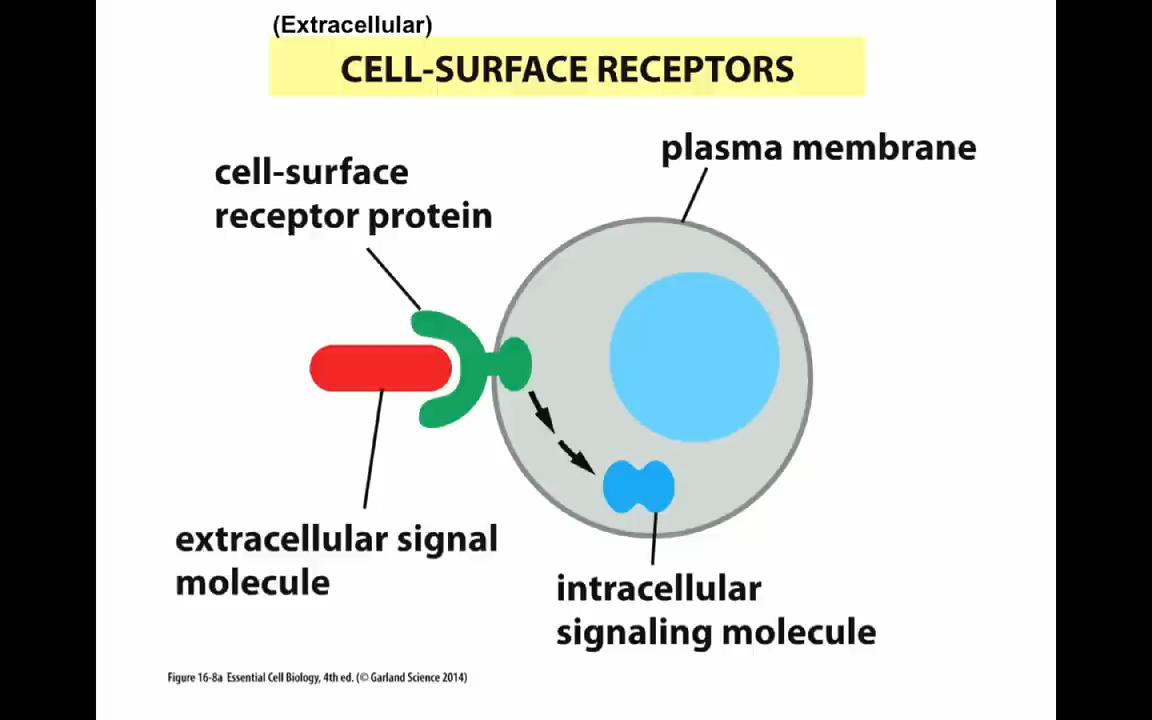 (Extracellular)
CELL-SURFACE RECEPTORS
plasma membrane
cell-surface
receptor protein
extracellular signal
molecule
intracellular
signaling molecule
Figure 16-8a Essential Cell Biology, 4th ed. (© Garland Science 2014)